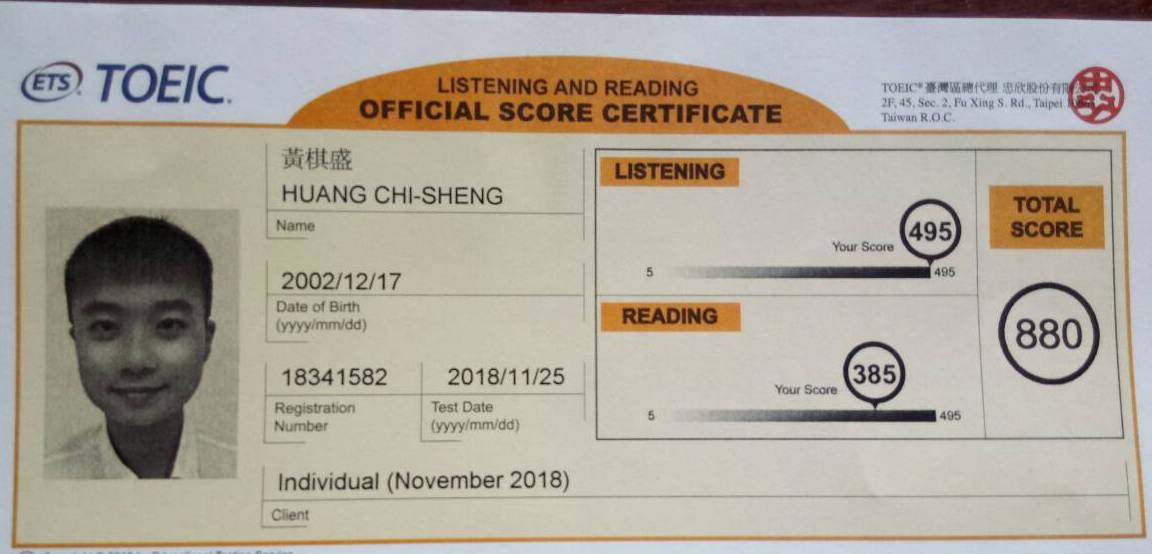 ETS TOEIC.
LISTENING AND READING
OFFICIAL SCORE CERTIFICATE
TOEIC® 臺灣區總代理 忠欣股份有限
2F, 45, Sec. 2, Fu Xing S. Rd., Taipei
Taiwan R.O.C.
黃棋盛
HUANG CHI-SHENG
Name
2002/12/17
Date of Birth
(yyyy/mm/dd)
18341582
Registration
Number
2018/11/25
Test Date
(yyyy/mm/dd)
Individual (November 2018)
Client
LISTENING
Your Score
495
5
495
READING
Your Score
385
5
495
TOTAL
SCORE
880